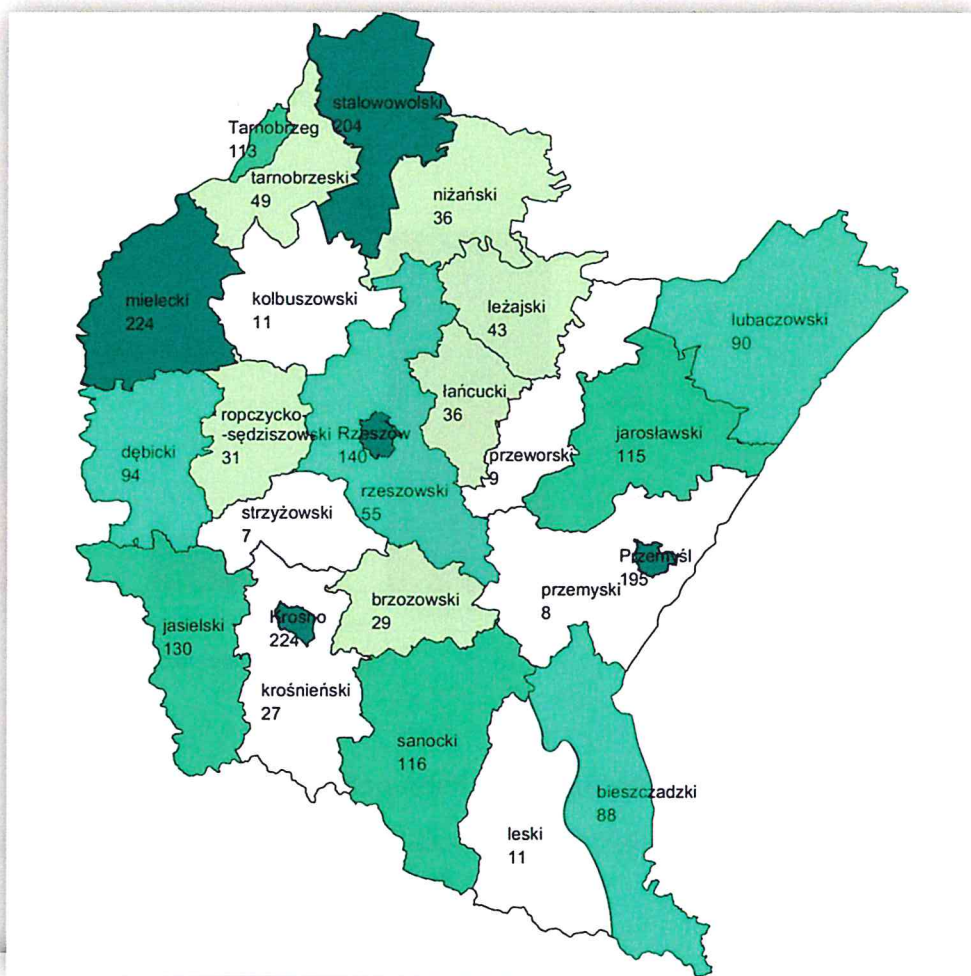 stalowowolski
204
Tarnobrzeg
113
tarnobrzeski
49
niżański
36
mielecki
224
kolbuszowski
11
leżajski
43
lubaczowski
90
ropczycko-
-sędziszowski
31
Rzeszów
140
łańcucki
36
dębicki
94
przeworski
9
jarosławski
115
rzeszowski
55
strzyżowski
7
Przemyśl
195
przemyski
8
brzozowski
29
jasielski
130
Krosno
224
krośnieński
27
sanocki
116
bieszczadzki
88
leski
11